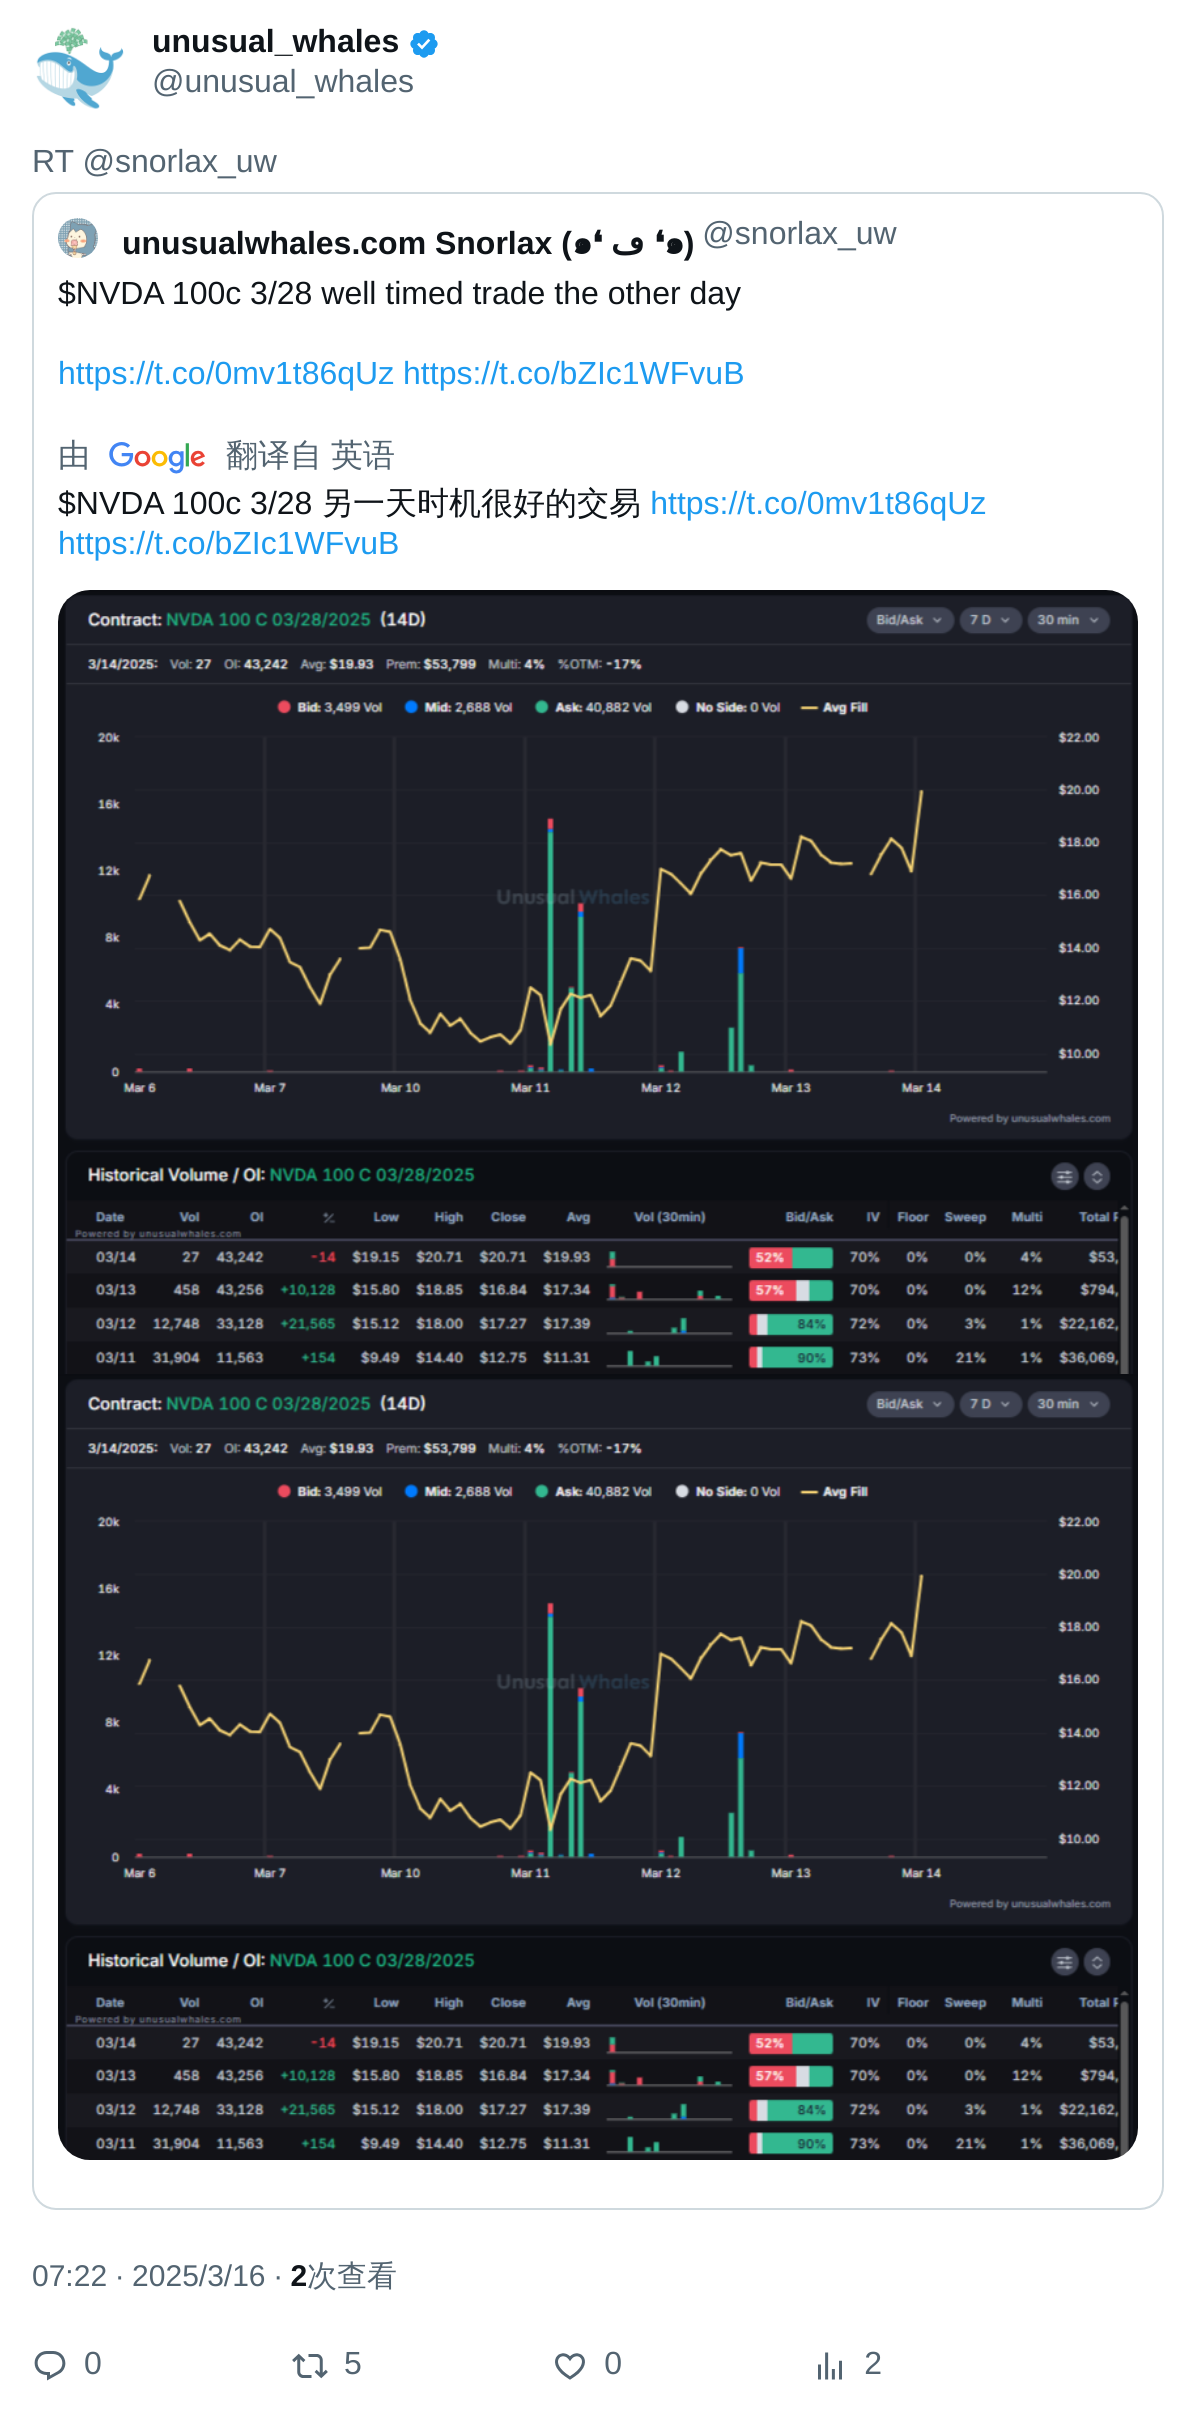 unusual_whales
@unusual_whales
RT @snorlax_uw
unusualwhales.com Snorlax (๑❛ ڡ ❛๑) @snorlax_uw
$NVDA 100c 3/28 well timed trade the other day
https://t.co/0mv1t86qUz https://t.co/bZIc1WFvuB
由 Google 翻译自 英语
$NVDA 100c 3/28 另一天时机很好的交易 https://t.co/0mv1t86qUz
https://t.co/bZIc1WFvuB
Contract: NVDA 100 C 03/28/2025 (14D) Bid/Ask 7 D 30 min
3/14/2025: Vol: 27 OI: 43,242 Avg: $19.93 Prem: $53,799 Multi: 4% %OTM: -17%
Bid: 3,499 Vol Mid: 2,688 Vol Ask: 40,882 Vol No Side: 0 Vol Avg Fill
20k $22.00
$20.00
16k
$18.00
12k
$16.00
Unusual Whales
8k
$14.00
4k
$12.00
$10.00
0
Mar 6 Mar 7 Mar 10 Mar 11 Mar 12 Mar 13 Mar 14
Powered by unusualwhales.com
Historical Volume / OI: NVDA 100 C 03/28/2025
Date Vol OI % Low High Close Avg Vol (30min) Bid/Ask IV Floor Sweep Multi Total P
Powered by unusualwhales.com
03/14 27 43,242 -14 $19.15 $20.71 $20.71 $19.93 52% 70% 0% 0% 4% $53,
03/13 458 43,256 +10,128 $15.80 $18.85 $16.84 $17.34 57% 70% 0% 0% 12% $794,
03/12 12,748 33,128 +21,565 $15.12 $18.00 $17.27 $17.39 84% 72% 0% 3% 1% $22,162,
03/11 31,904 11,563 +154 $9.49 $14.40 $12.75 $11.31 90% 73% 0% 21% 1% $36,069,
Contract: NVDA 100 C 03/28/2025 (14D) Bid/Ask 7 D 30 min
3/14/2025: Vol: 27 OI: 43,242 Avg: $19.93 Prem: $53,799 Multi: 4% %OTM: -17%
Bid: 3,499 Vol Mid: 2,688 Vol Ask: 40,882 Vol No Side: 0 Vol Avg Fill
20k $22.00
$20.00
16k
$18.00
12k
$16.00
Unusual Whales
8k
$14.00
4k
$12.00
$10.00
0
Mar 6 Mar 7 Mar 10 Mar 11 Mar 12 Mar 13 Mar 14
Powered by unusualwhales.com
Historical Volume / OI: NVDA 100 C 03/28/2025
Date Vol OI % Low High Close Avg Vol (30min) Bid/Ask IV Floor Sweep Multi Total P
Powered by unusualwhales.com
03/14 27 43,242 -14 $19.15 $20.71 $20.71 $19.93 52% 70% 0% 0% 4% $53,
03/13 458 43,256 +10,128 $15.80 $18.85 $16.84 $17.34 57% 70% 0% 0% 12% $794,
03/12 12,748 33,128 +21,565 $15.12 $18.00 $17.27 $17.39 84% 72% 0% 3% 1% $22,162,
03/11 31,904 11,563 +154 $9.49 $14.40 $12.75 $11.31 90% 73% 0% 21% 1% $36,069,
07:22 · 2025/3/16 · 2次查看
0 5 0 2